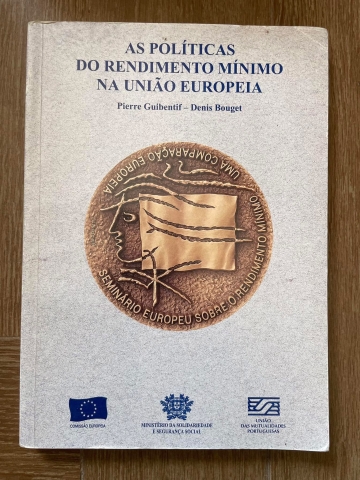 AS POLÍTICAS
DO RENDIMENTO MÍNIMO
NA UNIÃO EUROPEIA
Pierre Guibentif – Denis Bouget
UMA COMPARAÇÃO EUROPEIA
SEMINÁRIO EUROPEU SOBRE O RENDIMENTO MÍNIMO
COMISSÃO EUROPEIA
MINISTÉRIO DA SOLIDARIEDADE
E SEGURANÇA SOCIAL
UNIÃO
DAS MUTUALIDADES
PORTUGUESAS